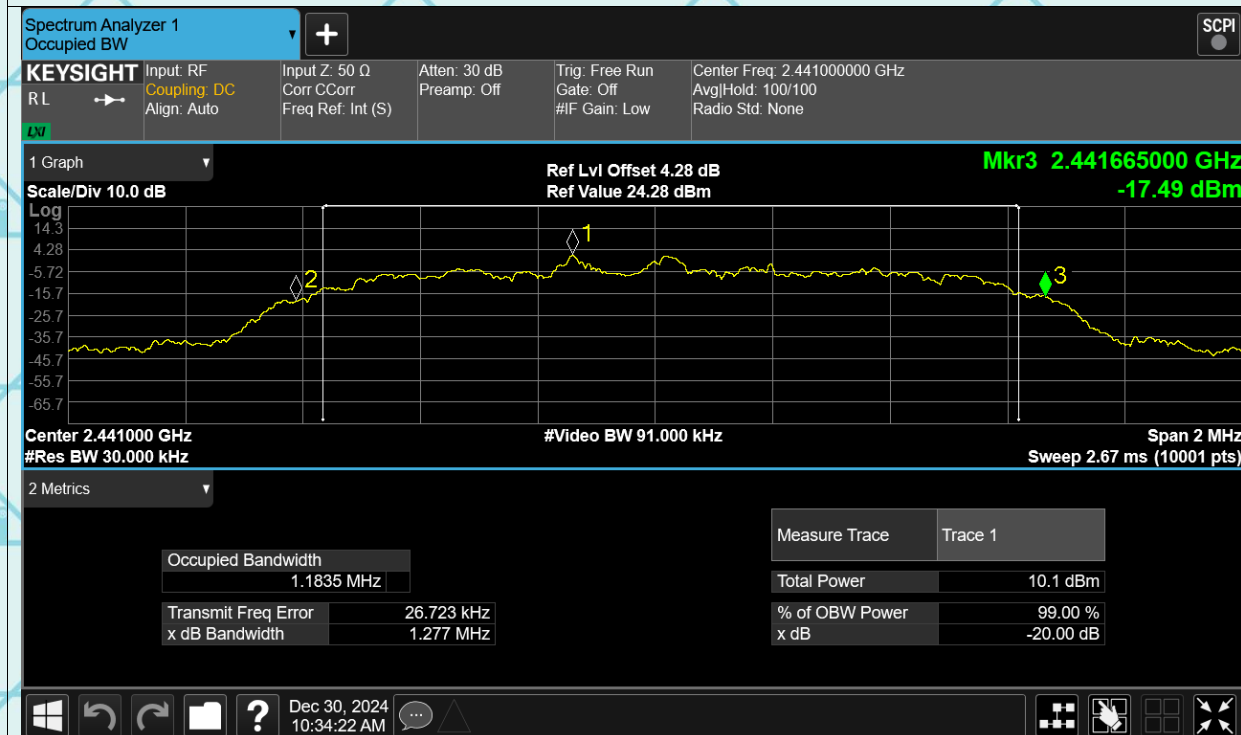 Spectrum Analyzer 1
Occupied BW
+
SCPI
KEYSIGHT
R L
LXI
Input: RF
Coupling: DC
Align: Auto
Input Z: 50 Ω
Corr CCorr
Freq Ref: Int (S)
Atten: 30 dB
Preamp: Off
Trig: Free Run
Gate: Off
#IF Gain: Low
Center Freq: 2.441000000 GHz
Avg|Hold: 100/100
Radio Std: None
1 Graph
Scale/Div 10.0 dB
Ref Lvl Offset 4.28 dB
Ref Value 24.28 dBm
Mkr3 2.441665000 GHz
-17.49 dBm
Log
14.3
4.28
-5.72
-15.7
-25.7
-35.7
-45.7
-55.7
-65.7
1
2
3
Center 2.441000 GHz
#Res BW 30.000 kHz
#Video BW 91.000 kHz
Span 2 MHz
Sweep 2.67 ms (10001 pts)
2 Metrics
Occupied Bandwidth
1.1835 MHz
Transmit Freq Error 26.723 kHz
x dB Bandwidth 1.277 MHz
Measure Trace Trace 1
Total Power 10.1 dBm
% of OBW Power 99.00 %
x dB -20.00 dB
?
Dec 30, 2024
10:34:22 AM